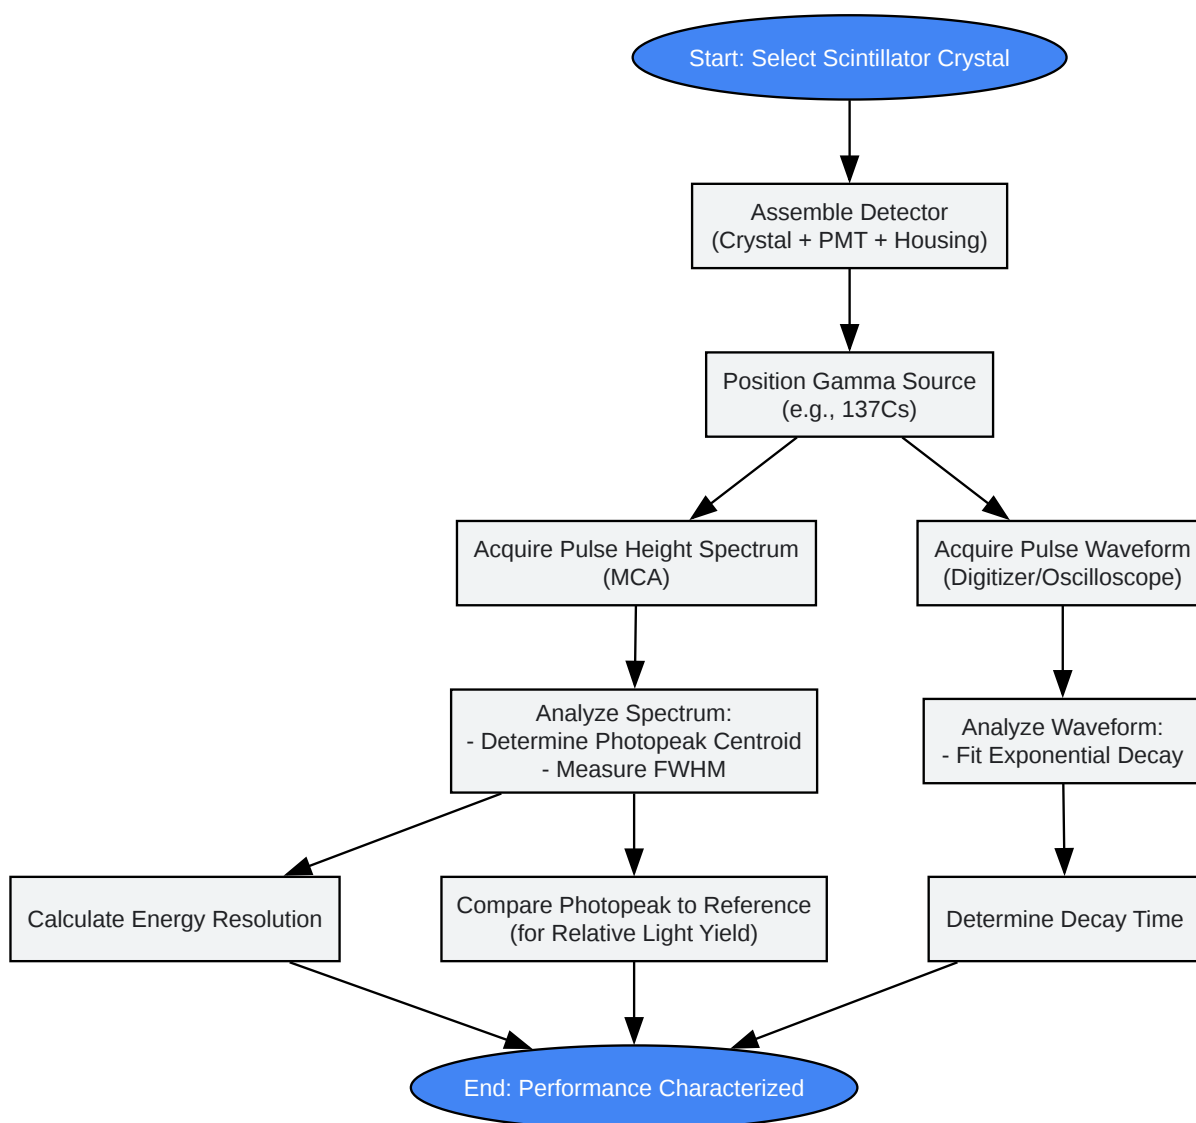 Start: Select Scintillator Crystal
Assemble Detector
(Crystal + PMT + Housing)
Position Gamma Source
(e.g., 137Cs)
Acquire Pulse Height Spectrum
(MCA)
Acquire Pulse Waveform
(Digitizer/Oscilloscope)
Analyze Spectrum:
- Determine Photopeak Centroid
- Measure FWHM
Analyze Waveform:
- Fit Exponential Decay
Calculate Energy Resolution
Compare Photopeak to Reference
(for Relative Light Yield)
Determine Decay Time
End: Performance Characterized